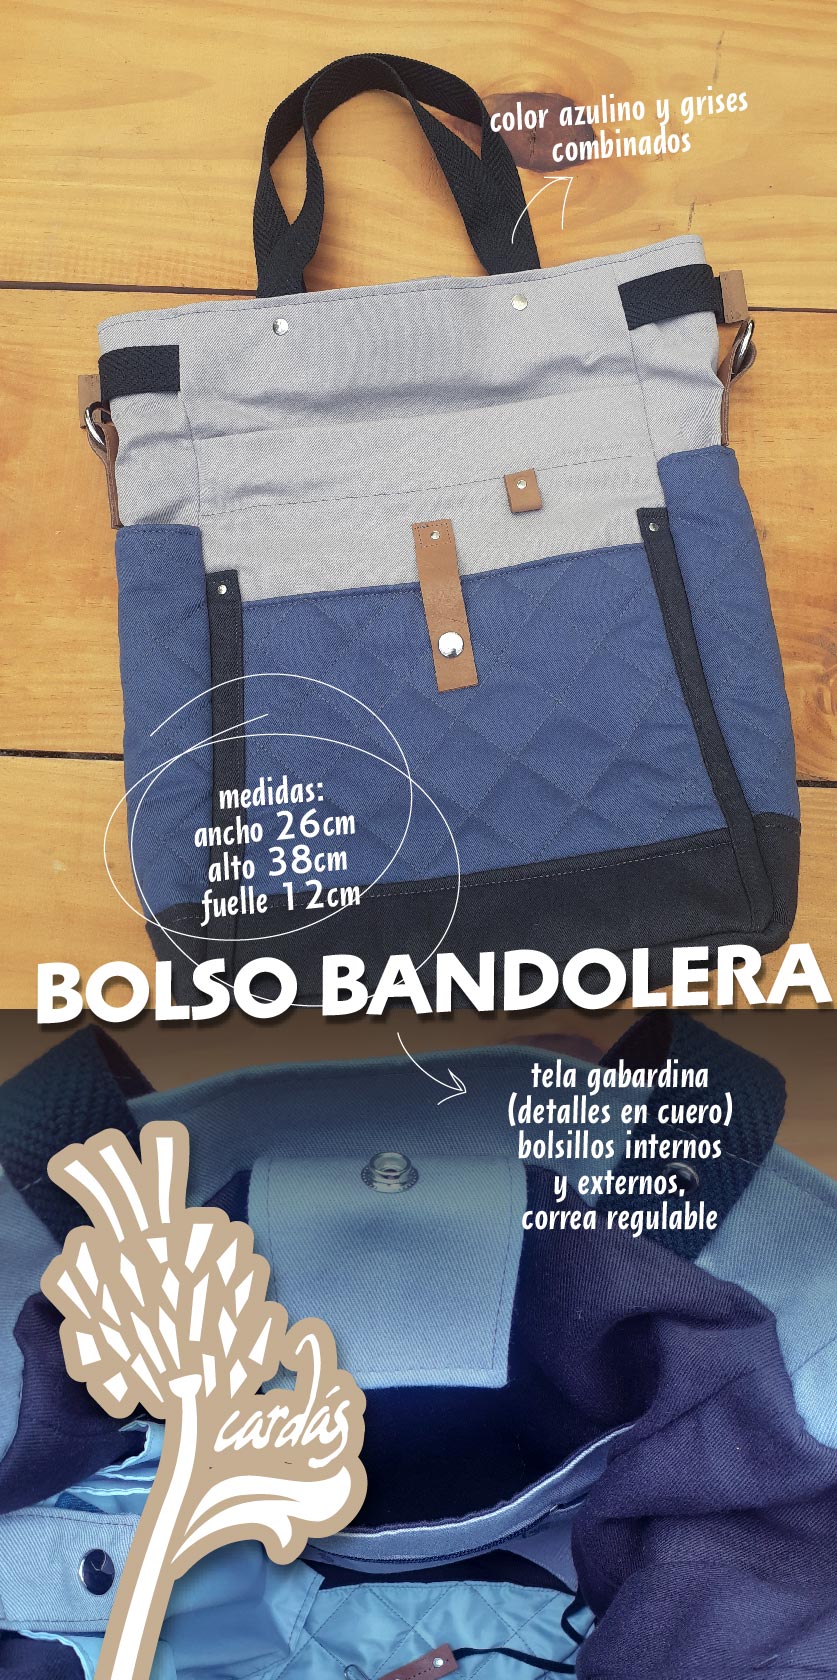 color azulino y grises
combinados
medidas:
ancho 26cm
alto 38cm
fuelle 12cm
BOLSO BANDOLERA
tela gabardina
(detalles en cuero)
bolsillos internos
y externos,
correa regulable
cardás